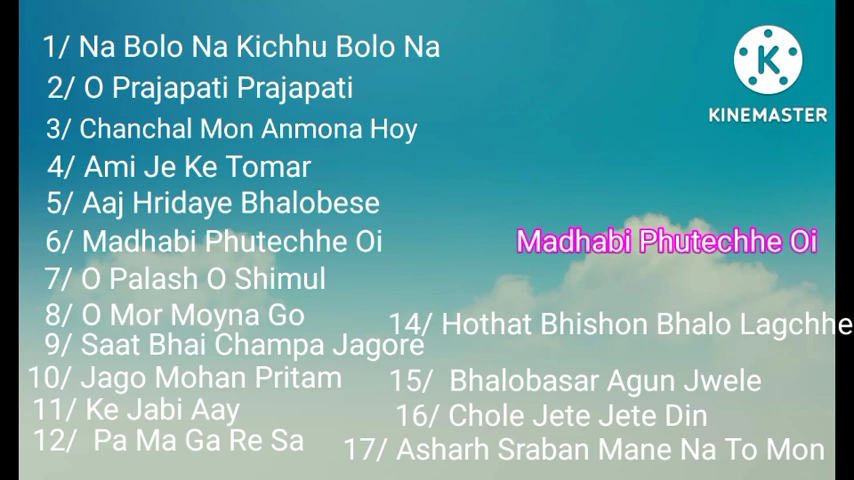 1/ Na Bolo Na Kichhu Bolo Na
2/ O Prajapati Prajapati
3/ Chanchal Mon Anmona Hoy
4/ Ami Je Ke Tomar
5/ Aaj Hridaye Bhalobese
6/ Madhabi Phutechhe Oi
7/ O Palash O Shimul
8/ O Mor Moyna Go
9/ Saat Bhai Champa Jagore
10/ Jago Mohan Pritam
11/ Ke Jabi Aay
12/ Pa Ma Ga Re Sa
K
KINEMASTER
Madhabi Phutechhe Oi
14/ Hothat Bhishon Bhalo Lagchhe
15/ Bhalobasar Agun Jwele
16/ Chole Jete Jete Din
17/ Asharh Sraban Mane Na To Mon